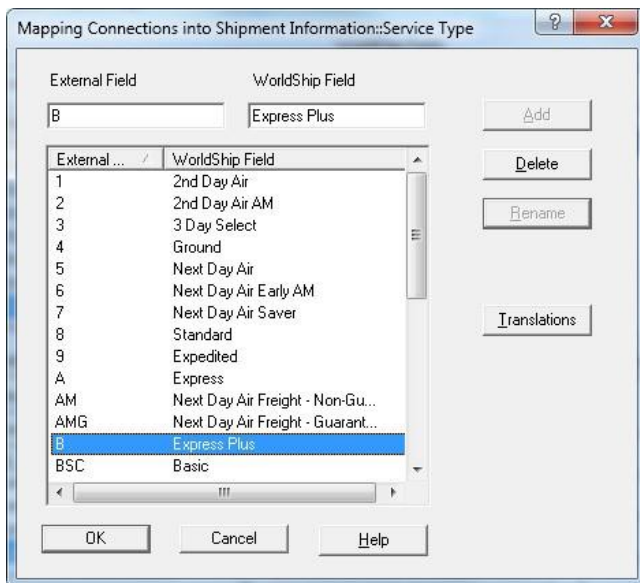 Mapping Connections into Shipment Information::Service Type
External Field WorldShip Field
B Express Plus Add
External ... WorldShip Field
1 2nd Day Air
2 2nd Day Air AM
3 3 Day Select
4 Ground
5 Next Day Air
6 Next Day Air Early AM
7 Next Day Air Saver
8 Standard
9 Expedited
A Express
AM Next Day Air Freight - Non-Gu...
AMG Next Day Air Freight - Guarant...
B Express Plus
BSC Basic
Delete
Rename
Translations
OK Cancel Help